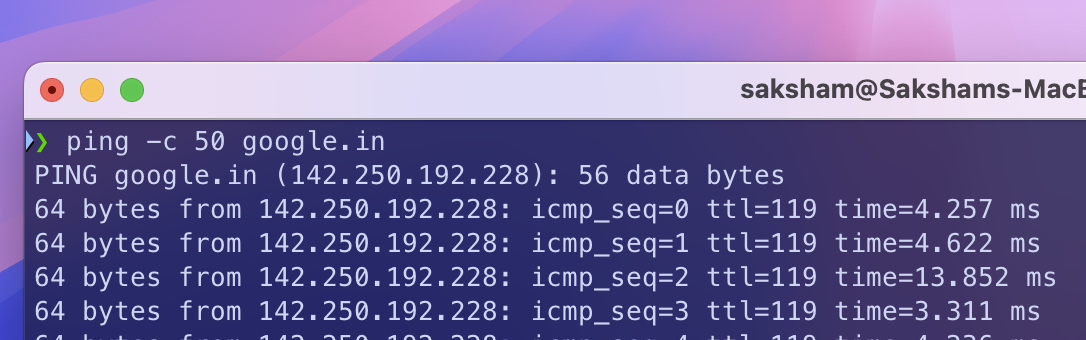 saksham@Sakshams-Mac
❯ ping -c 50 google.in
PING google.in (142.250.192.228): 56 data bytes
64 bytes from 142.250.192.228: icmp_seq=0 ttl=119 time=4.257 ms
64 bytes from 142.250.192.228: icmp_seq=1 ttl=119 time=4.622 ms
64 bytes from 142.250.192.228: icmp_seq=2 ttl=119 time=13.852 ms
64 bytes from 142.250.192.228: icmp_seq=3 ttl=119 time=3.311 ms